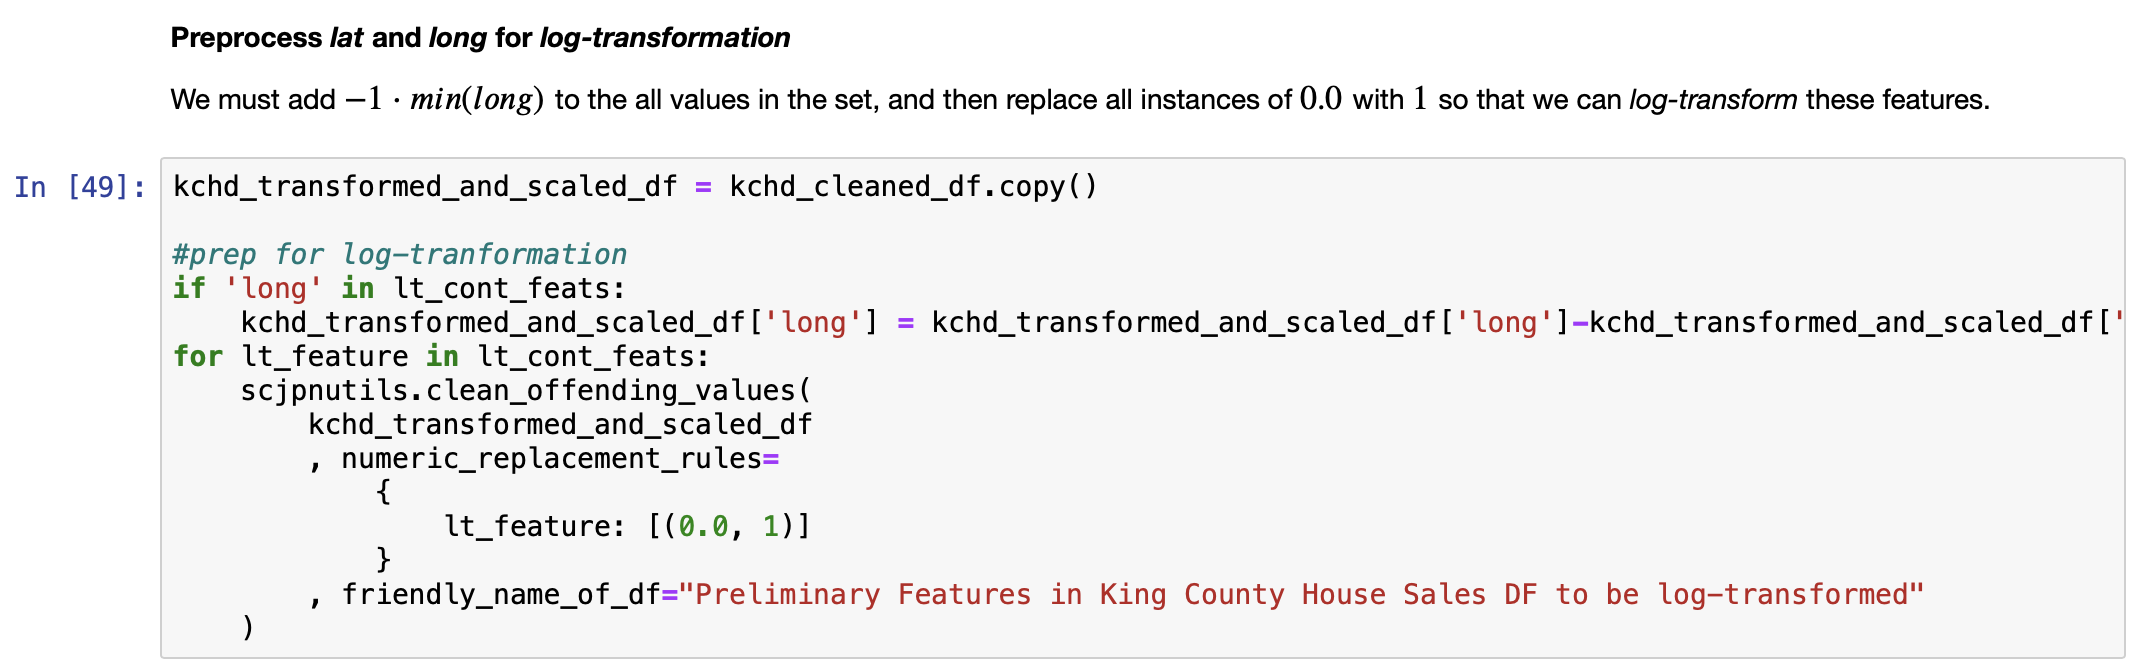 Preprocess lat and long for log-transformation
We must add −1 · min(long) to the all values in the set, and then replace all instances of 0.0 with 1 so that we can log-transform these features.
In [49]: kchd_transformed_and_scaled_df = kchd_cleaned_df.copy()
#prep for log-tranformation
if 'long' in lt_cont_feats:
    kchd_transformed_and_scaled_df['long'] = kchd_transformed_and_scaled_df['long']-kchd_transformed_and_scaled_df['
for lt_feature in lt_cont_feats:
    scjpnutils.clean_offending_values(
        kchd_transformed_and_scaled_df
        , numeric_replacement_rules=
            {
                lt_feature: [(0.0, 1)]
            }
        , friendly_name_of_df="Preliminary Features in King County House Sales DF to be log-transformed"
    )